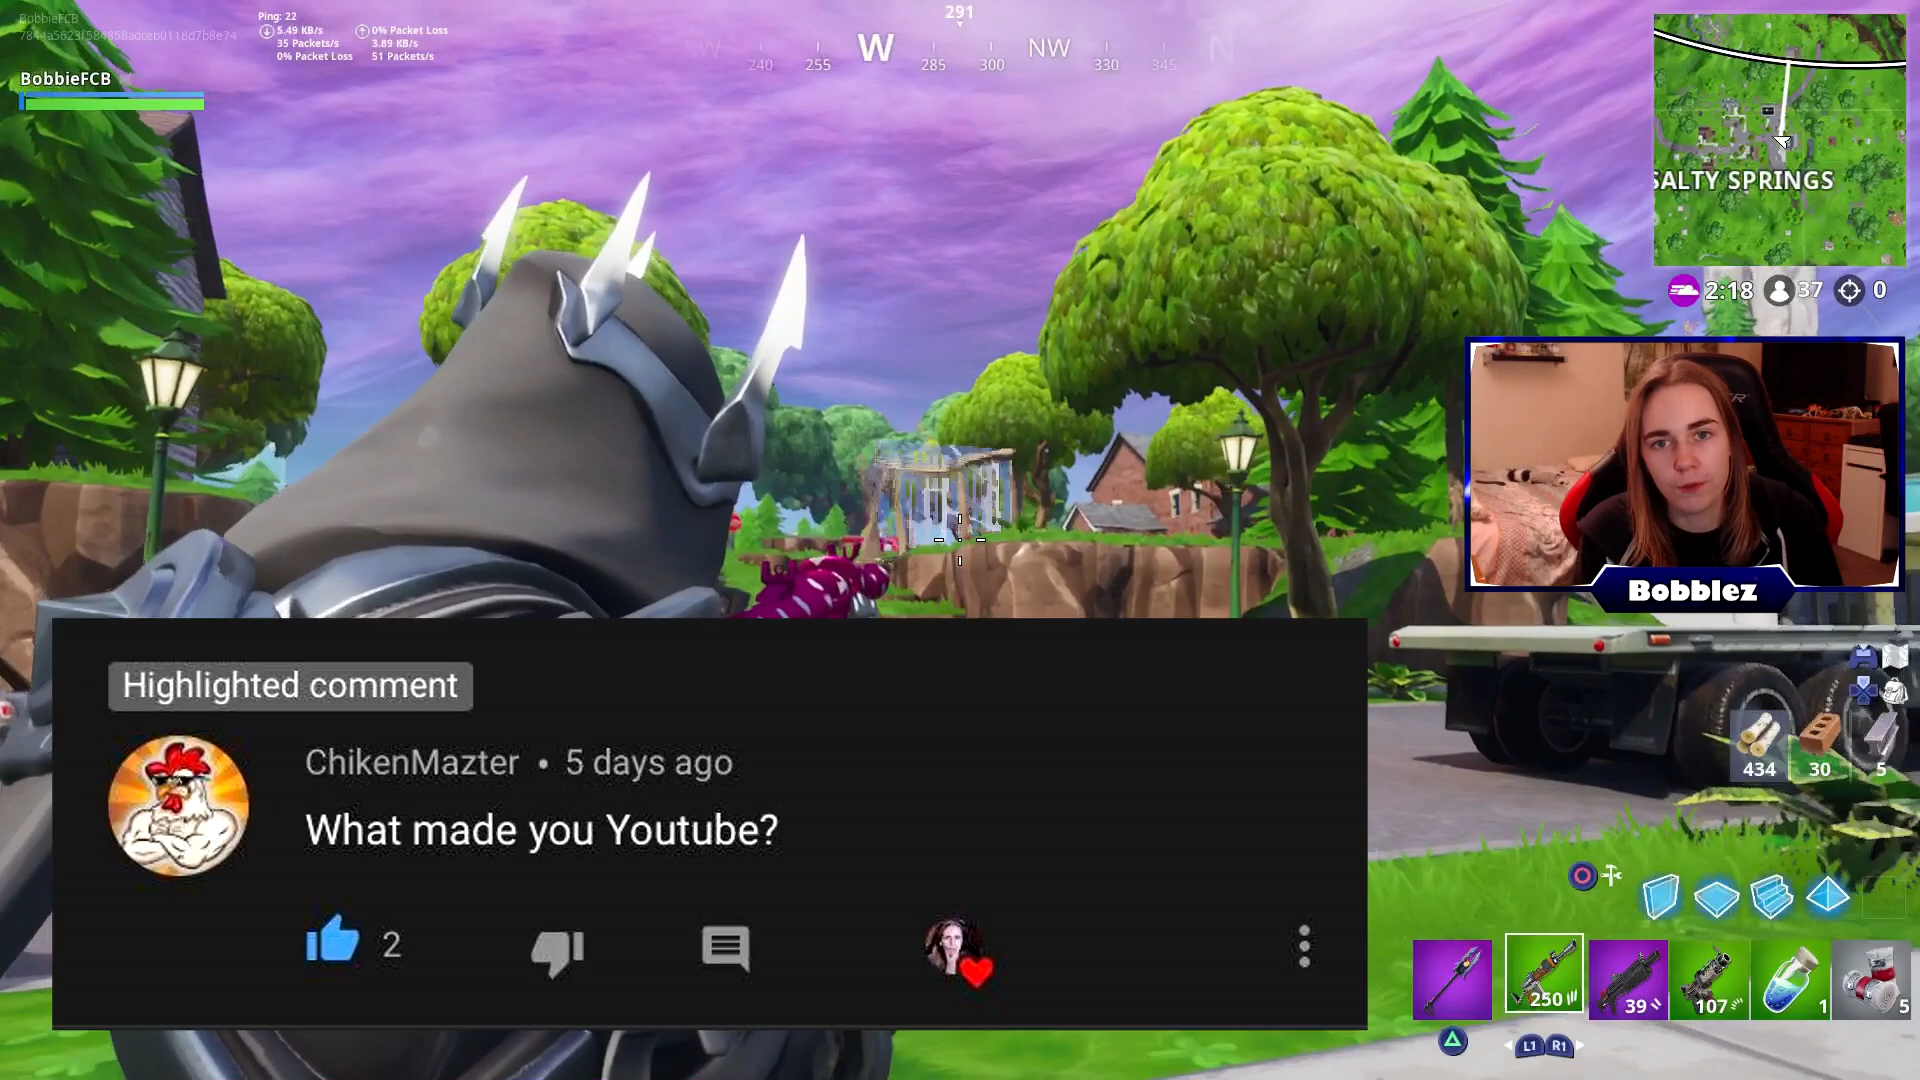 BobbieFCB
Ping: 22
5.49 KB/s
35 Packets/s
0% Packet Loss
0% Packet Loss
3.89 KB/s
51 Packets/s
BobbieFCB
291
W
240
255
W
285
300
NW
330
345
N
SALTY SPRINGS
2:18
37
0
Bobblez
434
30
5
Highlighted comment
ChikenMazter • 5 days ago
What made you Youtube?
2
250
39
107
1
5
L1
R1